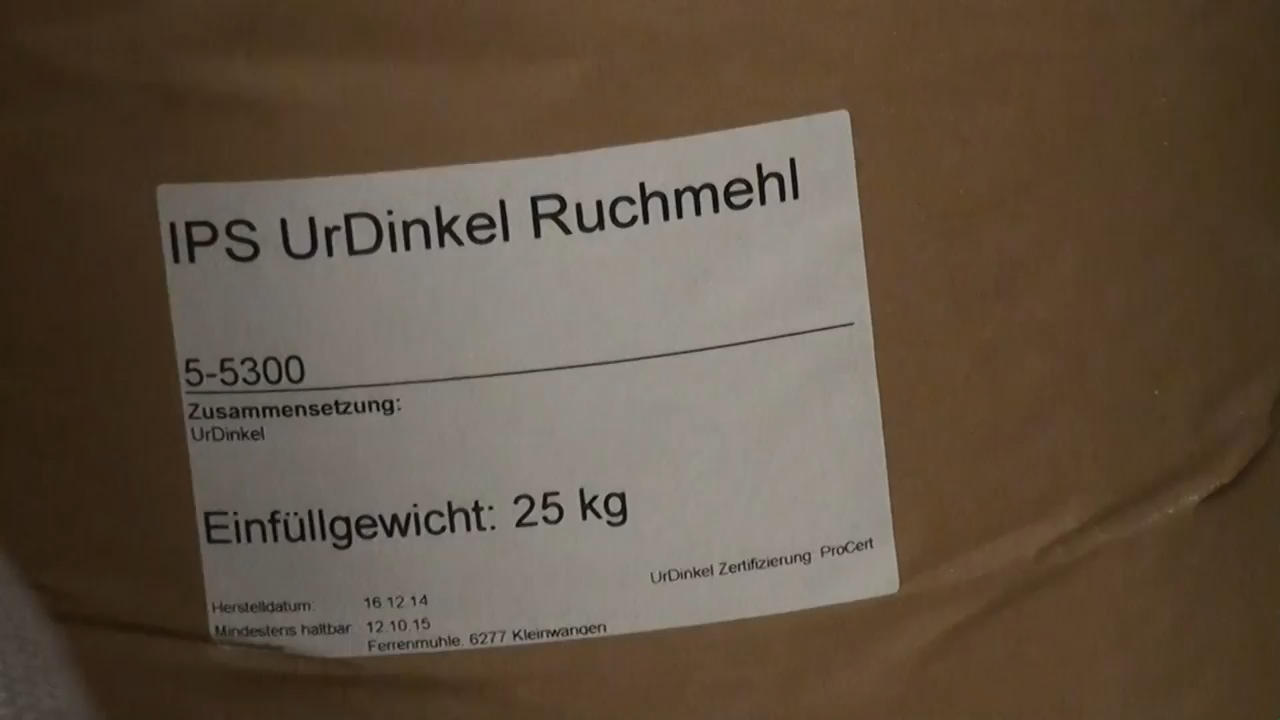 IPS UrDinkel Ruchmehl
5-5300
Zusammensetzung:
UrDinkel
Einfüllgewicht: 25 kg
UrDinkel Zertifizierung ProCert
Herstelldatum: 16.12.14
Mindestens haltbar: 12.10.15
Ferrenmühle, 6277 Kleinwangen